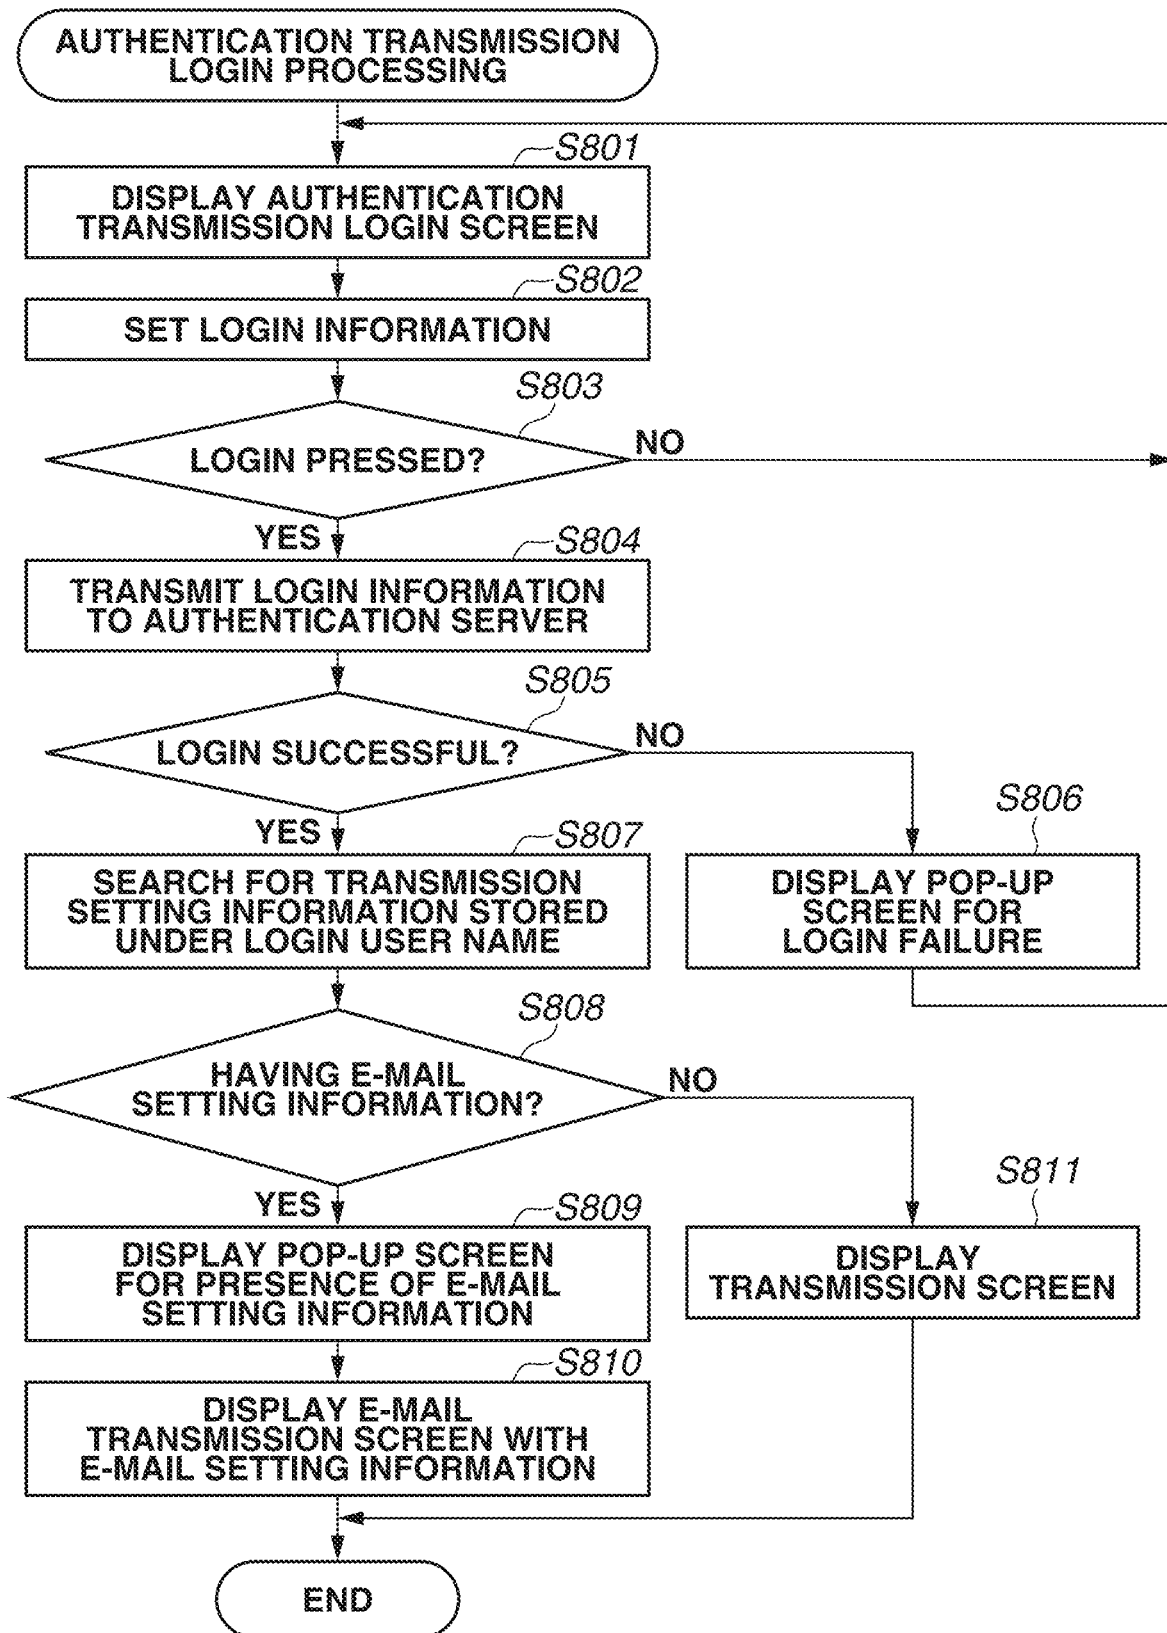 AUTHENTICATION TRANSMISSION
LOGIN PROCESSING
S801
DISPLAY AUTHENTICATION
TRANSMISSION LOGIN SCREEN
S802
SET LOGIN INFORMATION
S803
LOGIN PRESSED?
NO
YES
S804
TRANSMIT LOGIN INFORMATION
TO AUTHENTICATION SERVER
S805
LOGIN SUCCESSFUL?
NO
YES
S806
DISPLAY POP-UP
SCREEN FOR
LOGIN FAILURE
S807
SEARCH FOR TRANSMISSION
SETTING INFORMATION STORED
UNDER LOGIN USER NAME
S808
HAVING E-MAIL
SETTING INFORMATION?
NO
YES
S809
DISPLAY POP-UP SCREEN
FOR PRESENCE OF E-MAIL
SETTING INFORMATION
S811
DISPLAY
TRANSMISSION SCREEN
S810
DISPLAY E-MAIL
TRANSMISSION SCREEN WITH
E-MAIL SETTING INFORMATION
END